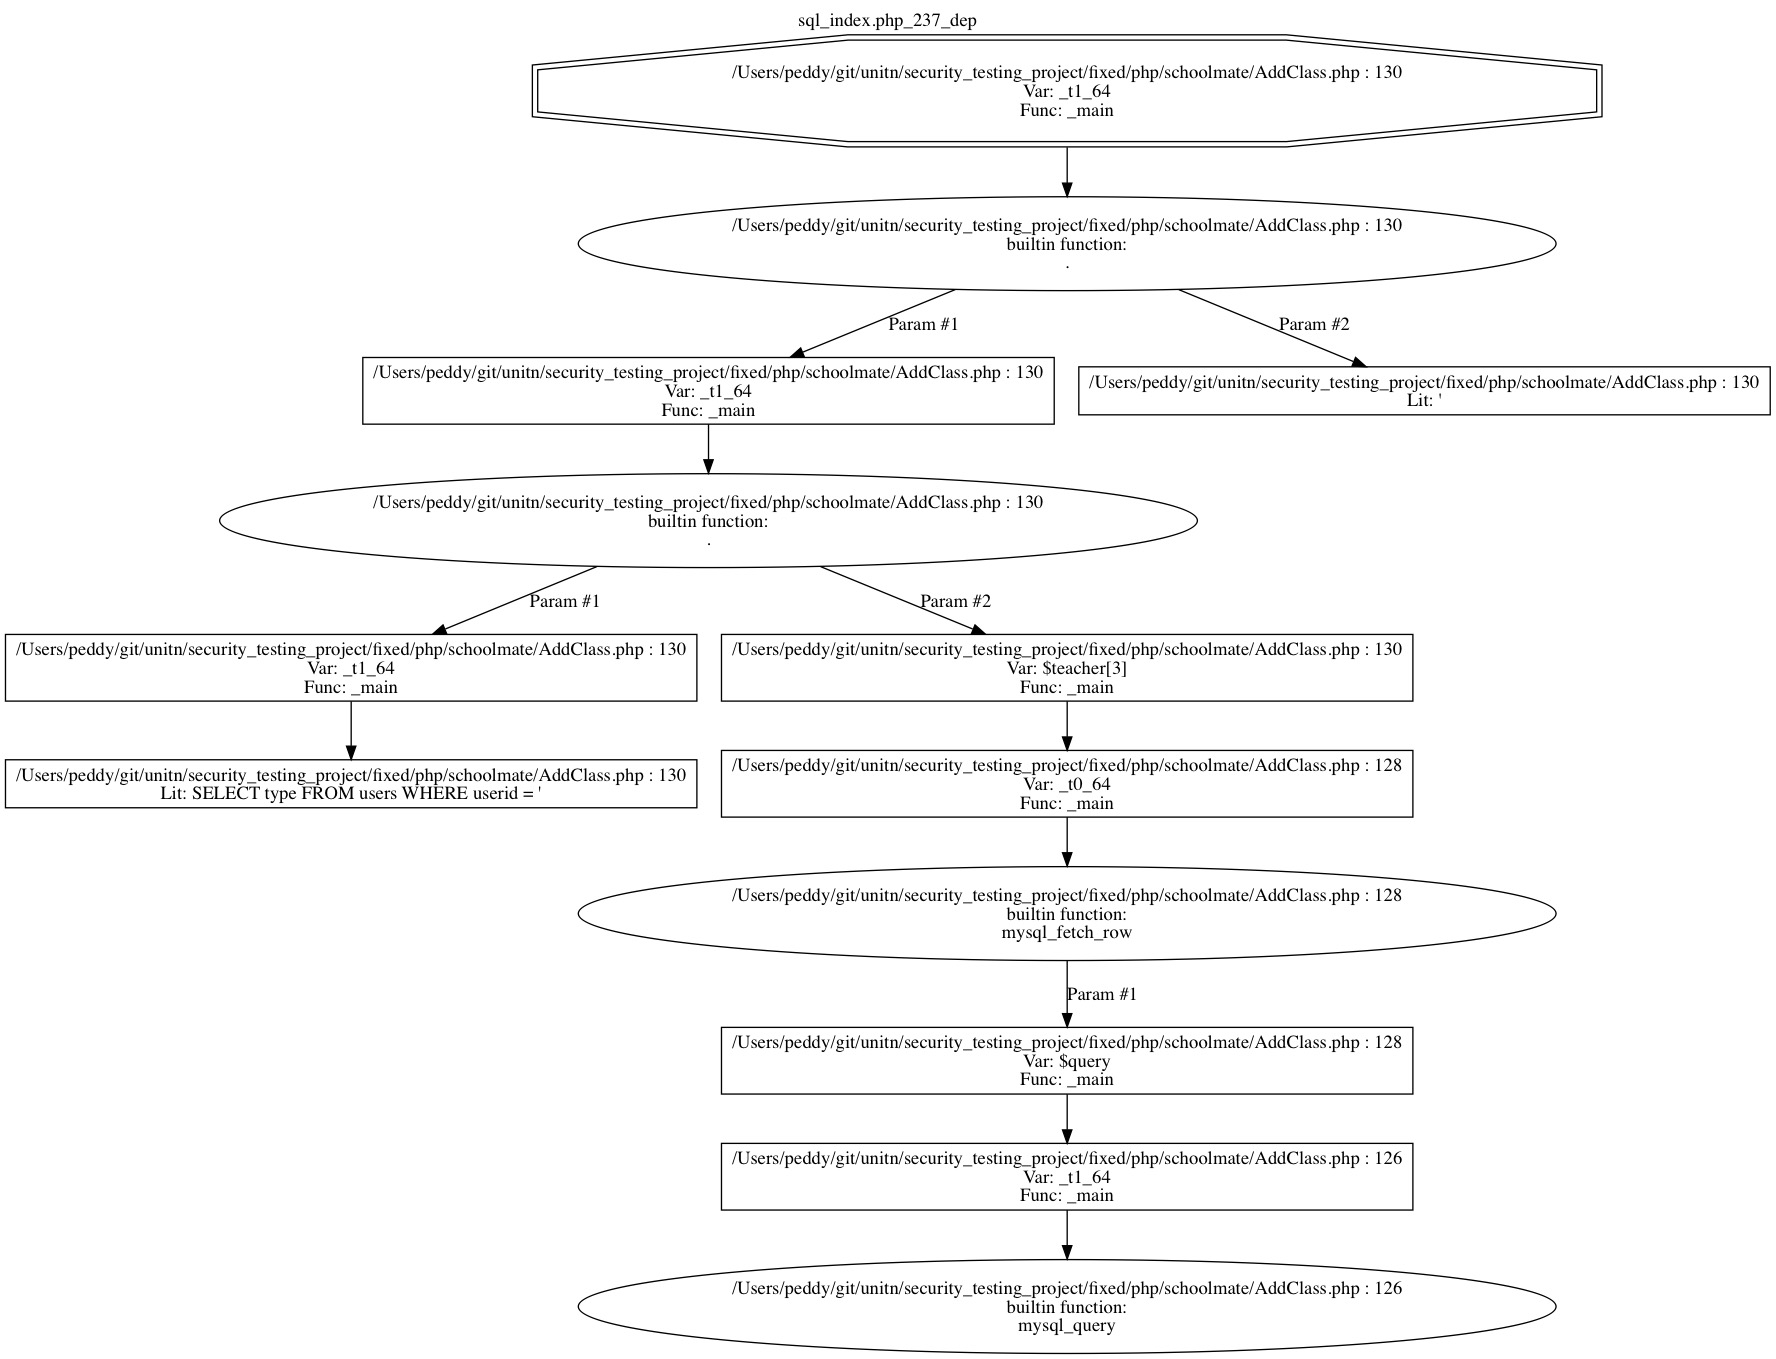 sql_index.php_237_dep
/Users/peddy/git/unitn/security_testing_project/fixed/php/schoolmate/AddClass.php : 130
Var: _t1_64
Func: _main
/Users/peddy/git/unitn/security_testing_project/fixed/php/schoolmate/AddClass.php : 130
builtin function:
.
Param #1
Param #2
/Users/peddy/git/unitn/security_testing_project/fixed/php/schoolmate/AddClass.php : 130
Var: _t1_64
Func: _main
/Users/peddy/git/unitn/security_testing_project/fixed/php/schoolmate/AddClass.php : 130
Lit: '
/Users/peddy/git/unitn/security_testing_project/fixed/php/schoolmate/AddClass.php : 130
builtin function:
.
Param #1
Param #2
/Users/peddy/git/unitn/security_testing_project/fixed/php/schoolmate/AddClass.php : 130
Var: _t1_64
Func: _main
/Users/peddy/git/unitn/security_testing_project/fixed/php/schoolmate/AddClass.php : 130
Var: $teacher[3]
Func: _main
/Users/peddy/git/unitn/security_testing_project/fixed/php/schoolmate/AddClass.php : 130
Lit: SELECT type FROM users WHERE userid = '
/Users/peddy/git/unitn/security_testing_project/fixed/php/schoolmate/AddClass.php : 128
Var: _t0_64
Func: _main
/Users/peddy/git/unitn/security_testing_project/fixed/php/schoolmate/AddClass.php : 128
builtin function:
mysql_fetch_row
Param #1
/Users/peddy/git/unitn/security_testing_project/fixed/php/schoolmate/AddClass.php : 128
Var: $query
Func: _main
/Users/peddy/git/unitn/security_testing_project/fixed/php/schoolmate/AddClass.php : 126
Var: _t1_64
Func: _main
/Users/peddy/git/unitn/security_testing_project/fixed/php/schoolmate/AddClass.php : 126
builtin function:
mysql_query